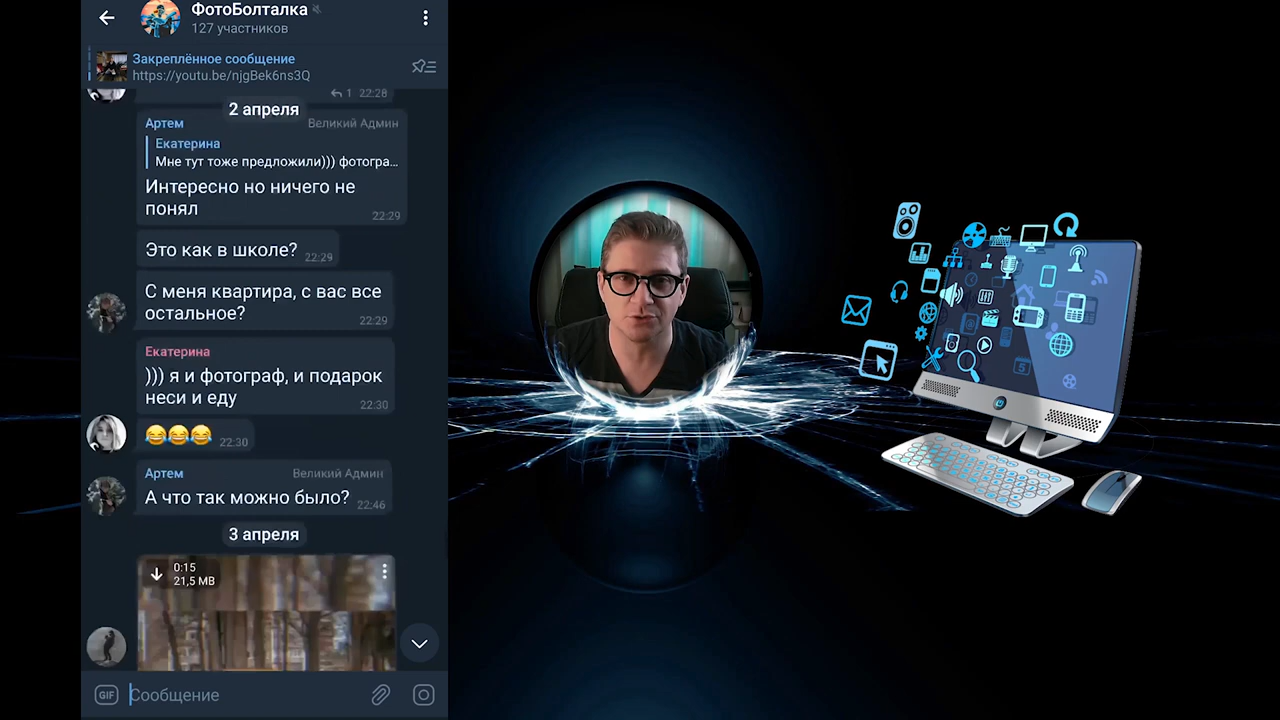 ФотоБолталка
127 участников
Закреплённое сообщение
https://youtu.be/njgBek6ns3Q
1 22:28
2 апреля
Артем Великий Админ
Екатерина
Мне тут тоже предложили))) фотогра...
Интересно но ничего не
понял
22:29
Это как в школе? 22:29
С меня квартира, с вас все
остальное?
22:29
Екатерина
))) я и фотограф, и подарок
неси и еду
22:30
😂😂😂 22:30
Артем Великий Админ
А что так можно было? 22:46
3 апреля
0:15
21,5 MB
GIF Сообщение
5